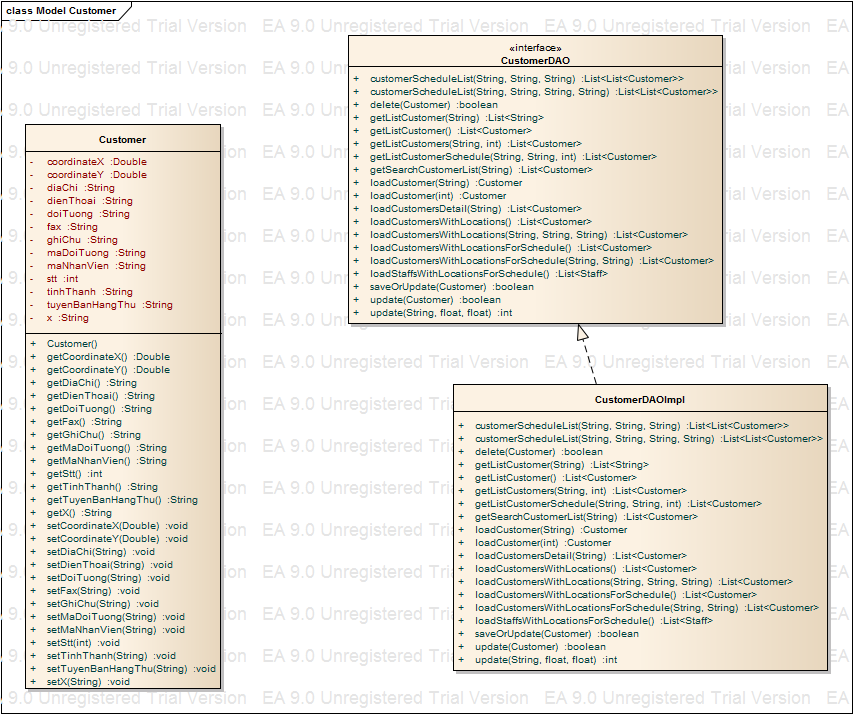 class Model Customer
Customer
- coordinateX :Double
- coordinateY :Double
- diaChi :String
- dienThoai :String
- doiTuong :String
- fax :String
- ghiChu :String
- maDoiTuong :String
- maNhanVien :String
- stt :int
- tinhThanh :String
- tuyenBanHangThu :String
- x :String
+ Customer()
+ getCoordinateX() :Double
+ getCoordinateY() :Double
+ getDiaChi() :String
+ getDienThoai() :String
+ getDoiTuong() :String
+ getFax() :String
+ getGhiChu() :String
+ getMaDoiTuong() :String
+ getMaNhanVien() :String
+ getStt() :int
+ getTinhThanh() :String
+ getTuyenBanHangThu() :String
+ getX() :String
+ setCoordinateX(Double) :void
+ setCoordinateY(Double) :void
+ setDiaChi(String) :void
+ setDienThoai(String) :void
+ setDoiTuong(String) :void
+ setFax(String) :void
+ setGhiChu(String) :void
+ setMaDoiTuong(String) :void
+ setMaNhanVien(String) :void
+ setStt(int) :void
+ setTinhThanh(String) :void
+ setTuyenBanHangThu(String) :void
+ setX(String) :void
«interface»
CustomerDAO
+ customerScheduleList(String, String, String) :List<List<Customer>>
+ customerScheduleList(String, String, String, String) :List<List<Customer>>
+ delete(Customer) :boolean
+ getListCustomer(String) :List<String>
+ getListCustomer() :List<Customer>
+ getListCustomers(String, int) :List<Customer>
+ getListCustomerSchedule(String, String, int) :List<Customer>
+ getSearchCustomerList(String) :List<Customer>
+ loadCustomer(String) :Customer
+ loadCustomer(int) :Customer
+ loadCustomersDetail(String) :List<Customer>
+ loadCustomersWithLocations() :List<Customer>
+ loadCustomersWithLocations(String, String, String) :List<Customer>
+ loadCustomersWithLocationsForSchedule() :List<Customer>
+ loadCustomersWithLocationsForSchedule(String, String) :List<Customer>
+ loadStaffsWithLocationsForSchedule() :List<Staff>
+ saveOrUpdate(Customer) :boolean
+ update(Customer) :boolean
+ update(String, float, float) :int
CustomerDAOImpl
+ customerScheduleList(String, String, String) :List<List<Customer>>
+ customerScheduleList(String, String, String, String) :List<List<Customer>>
+ delete(Customer) :boolean
+ getListCustomer(String) :List<String>
+ getListCustomer() :List<Customer>
+ getListCustomers(String, int) :List<Customer>
+ getListCustomerSchedule(String, String, int) :List<Customer>
+ getSearchCustomerList(String) :List<Customer>
+ loadCustomer(String) :Customer
+ loadCustomer(int) :Customer
+ loadCustomersDetail(String) :List<Customer>
+ loadCustomersWithLocations() :List<Customer>
+ loadCustomersWithLocations(String, String, String) :List<Customer>
+ loadCustomersWithLocationsForSchedule() :List<Customer>
+ loadCustomersWithLocationsForSchedule(String, String) :List<Customer>
+ loadStaffsWithLocationsForSchedule() :List<Staff>
+ saveOrUpdate(Customer) :boolean
+ update(Customer) :boolean
+ update(String, float, float) :int
EA 9.0 Unregistered Trial Version